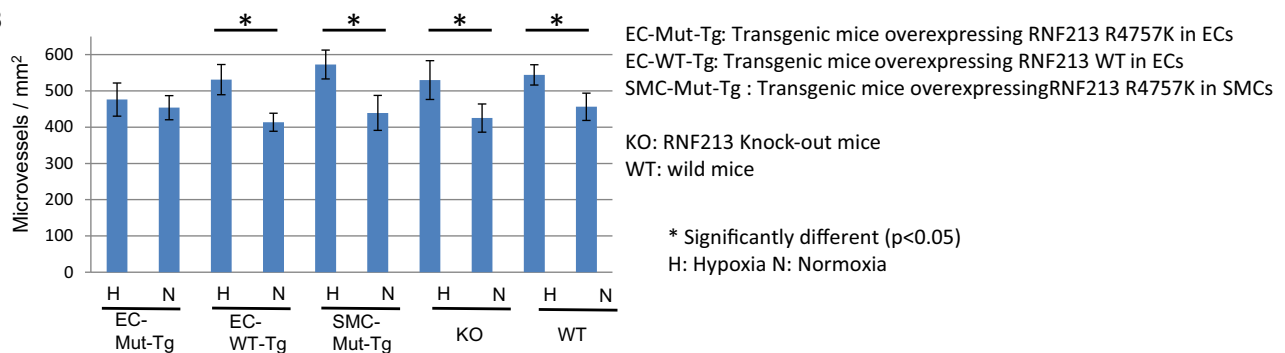 * * * *
Microvessels / mm²
600
500
400
300
200
100
0
H N H N H N H N H N
EC-Mut-Tg
EC-WT-Tg
SMC-Mut-Tg
KO
WT
EC-Mut-Tg: Transgenic mice overexpressing RNF213 R4757K in ECs
EC-WT-Tg: Transgenic mice overexpressing RNF213 WT in ECs
SMC-Mut-Tg : Transgenic mice overexpressingRNF213 R4757K in SMCs
KO: RNF213 Knock-out mice
WT: wild mice
* Significantly different (p<0.05)
H: Hypoxia N: Normoxia